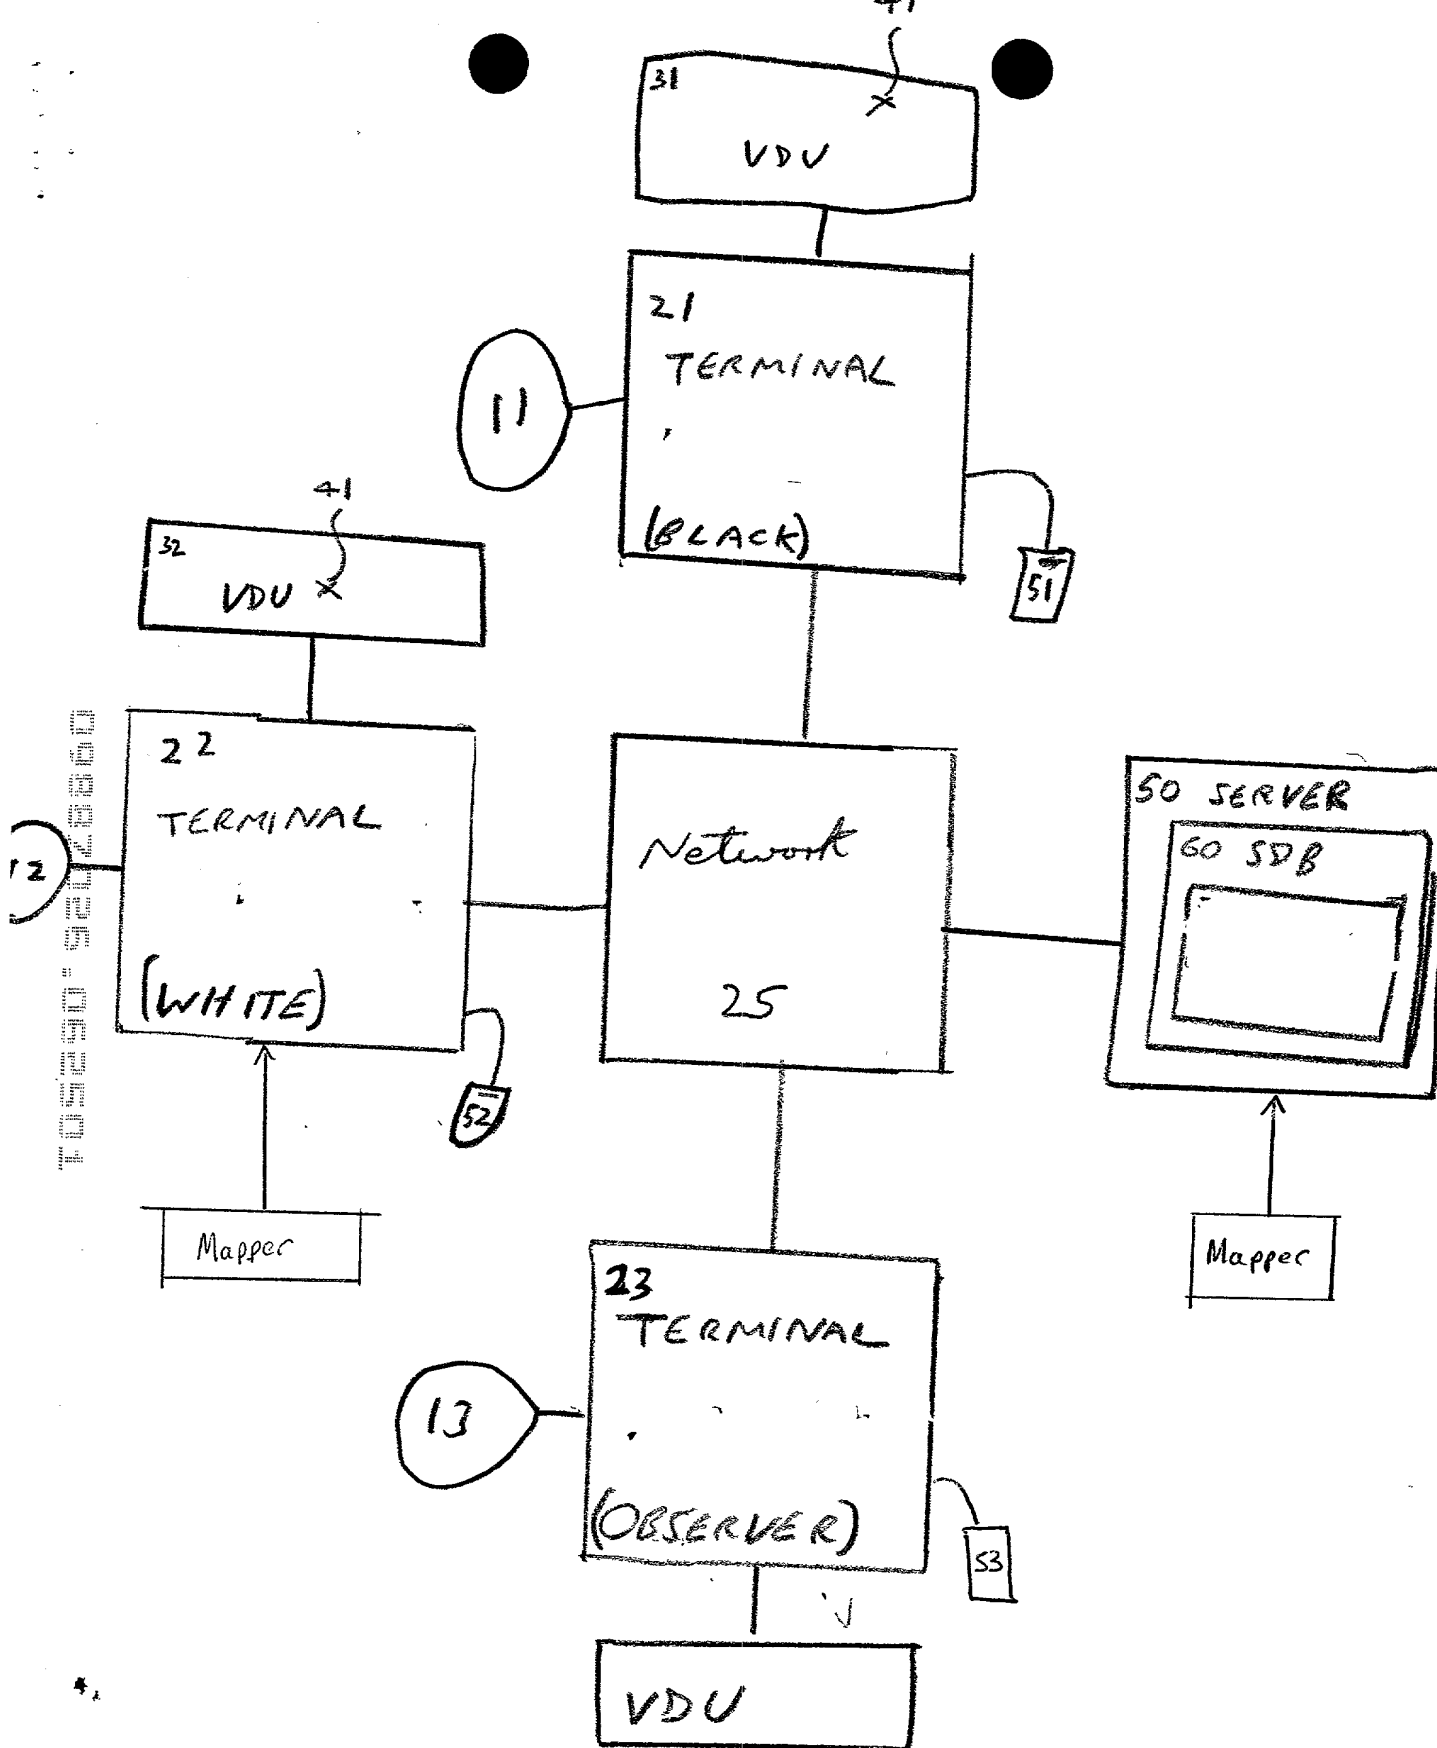 41
31
VDU
21
TERMINAL
11
(BLACK)
51
41
32
VDU
22
TERMINAL
12
(WHITE)
52
Network
25
50 SERVER
60 SDB
Mapper
Mapper
23
TERMINAL
13
(OBSERVER)
53
VDU